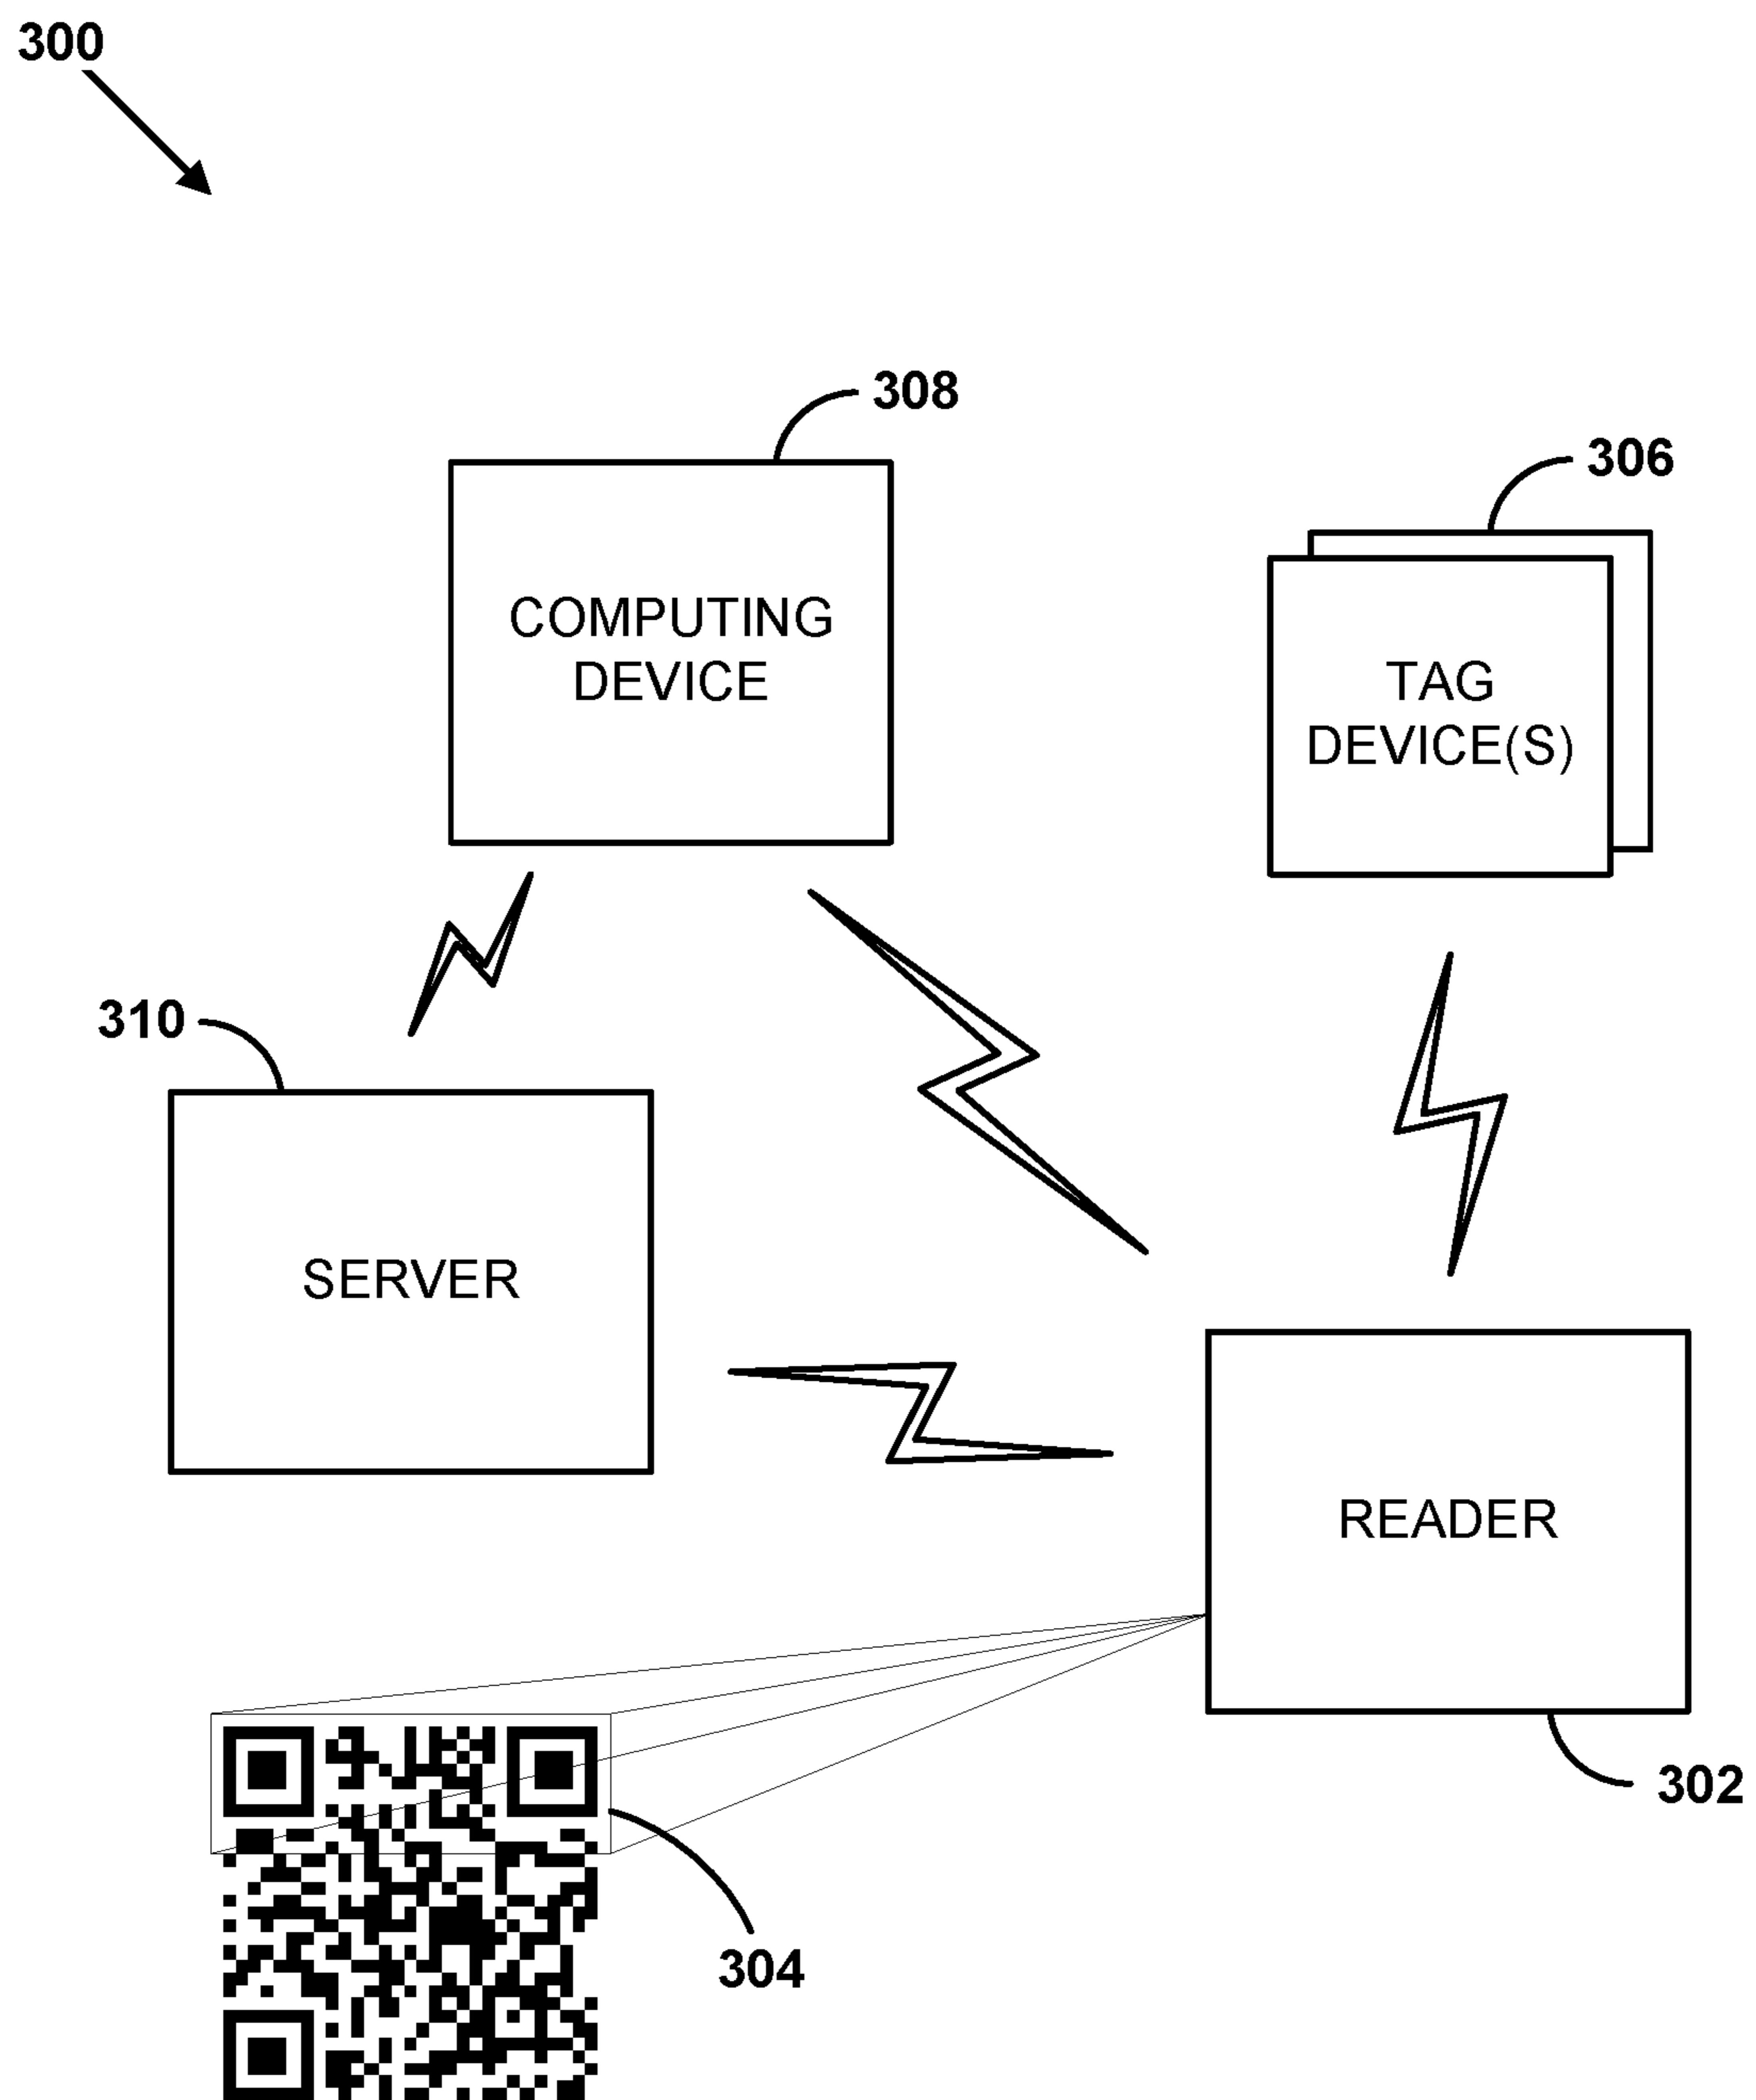 300
308
306
COMPUTING
DEVICE
TAG
DEVICE(S)
310
SERVER
READER
302
304